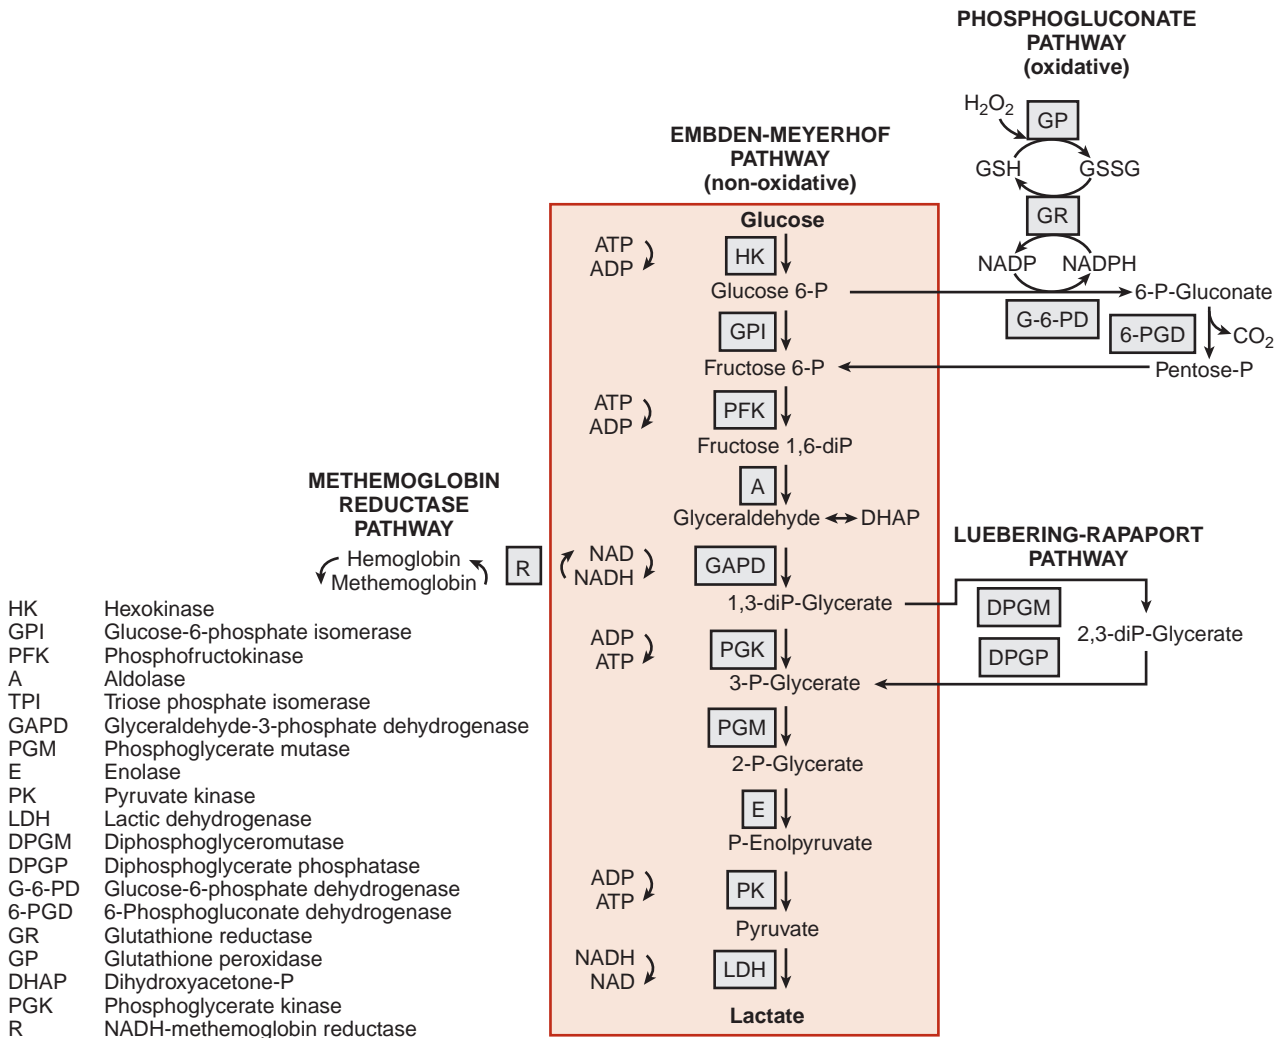 PHOSPHOGLUCONATE
PATHWAY
(oxidative)
H2O2
GP
GSH
GSSG
GR
NADP
NADPH
6-P-Gluconate
G-6-PD
6-PGD
CO2
Pentose-P
EMBDEN-MEYERHOF
PATHWAY
(non-oxidative)
Glucose
ATP
ADP
HK
Glucose 6-P
GPI
Fructose 6-P
ATP
ADP
PFK
Fructose 1,6-diP
A
Glyceraldehyde
DHAP
METHEMOGLOBIN
REDUCTASE
PATHWAY
Hemoglobin
Methemoglobin
R
NAD
NADH
GAPD
1,3-diP-Glycerate
LUEBERING-RAPAPORT
PATHWAY
DPGM
2,3-diP-Glycerate
DPGP
ADP
ATP
PGK
3-P-Glycerate
PGM
2-P-Glycerate
E
P-Enolpyruvate
ADP
ATP
PK
Pyruvate
NADH
NAD
LDH
Lactate
HK Hexokinase
GPI Glucose-6-phosphate isomerase
PFK Phosphofructokinase
A Aldolase
TPI Triose phosphate isomerase
GAPD Glyceraldehyde-3-phosphate dehydrogenase
PGM Phosphoglycerate mutase
E Enolase
PK Pyruvate kinase
LDH Lactic dehydrogenase
DPGM Diphosphoglyceromutase
DPGP Diphosphoglycerate phosphatase
G-6-PD Glucose-6-phosphate dehydrogenase
6-PGD 6-Phosphogluconate dehydrogenase
GR Glutathione reductase
GP Glutathione peroxidase
DHAP Dihydroxyacetone-P
PGK Phosphoglycerate kinase
R NADH-methemoglobin reductase